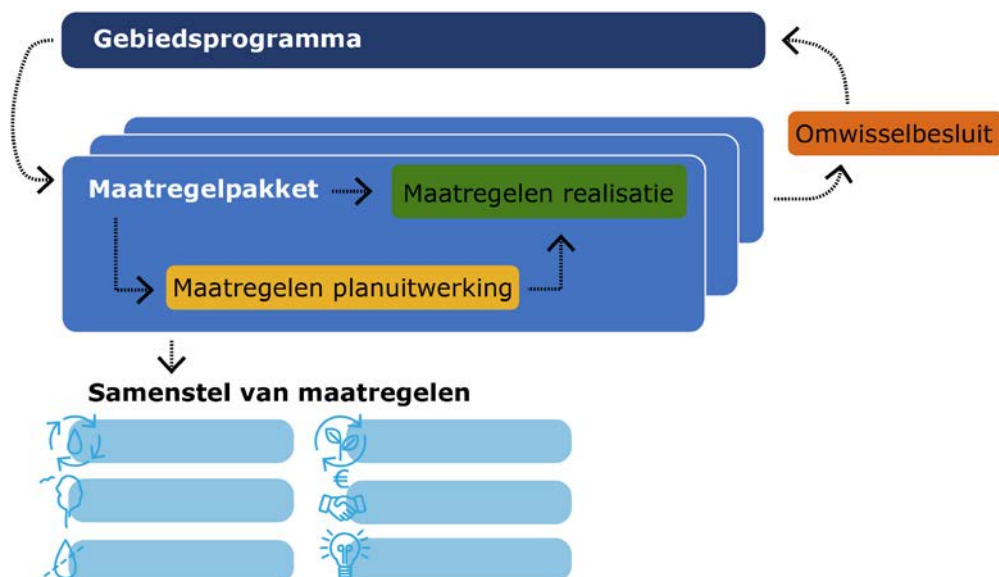 Gebiedsprogramma
Omwisselbesluit
Maatregelpakket
Maatregelen realisatie
Maatregelen planuitwerking
Samenstel van maatregelen
€